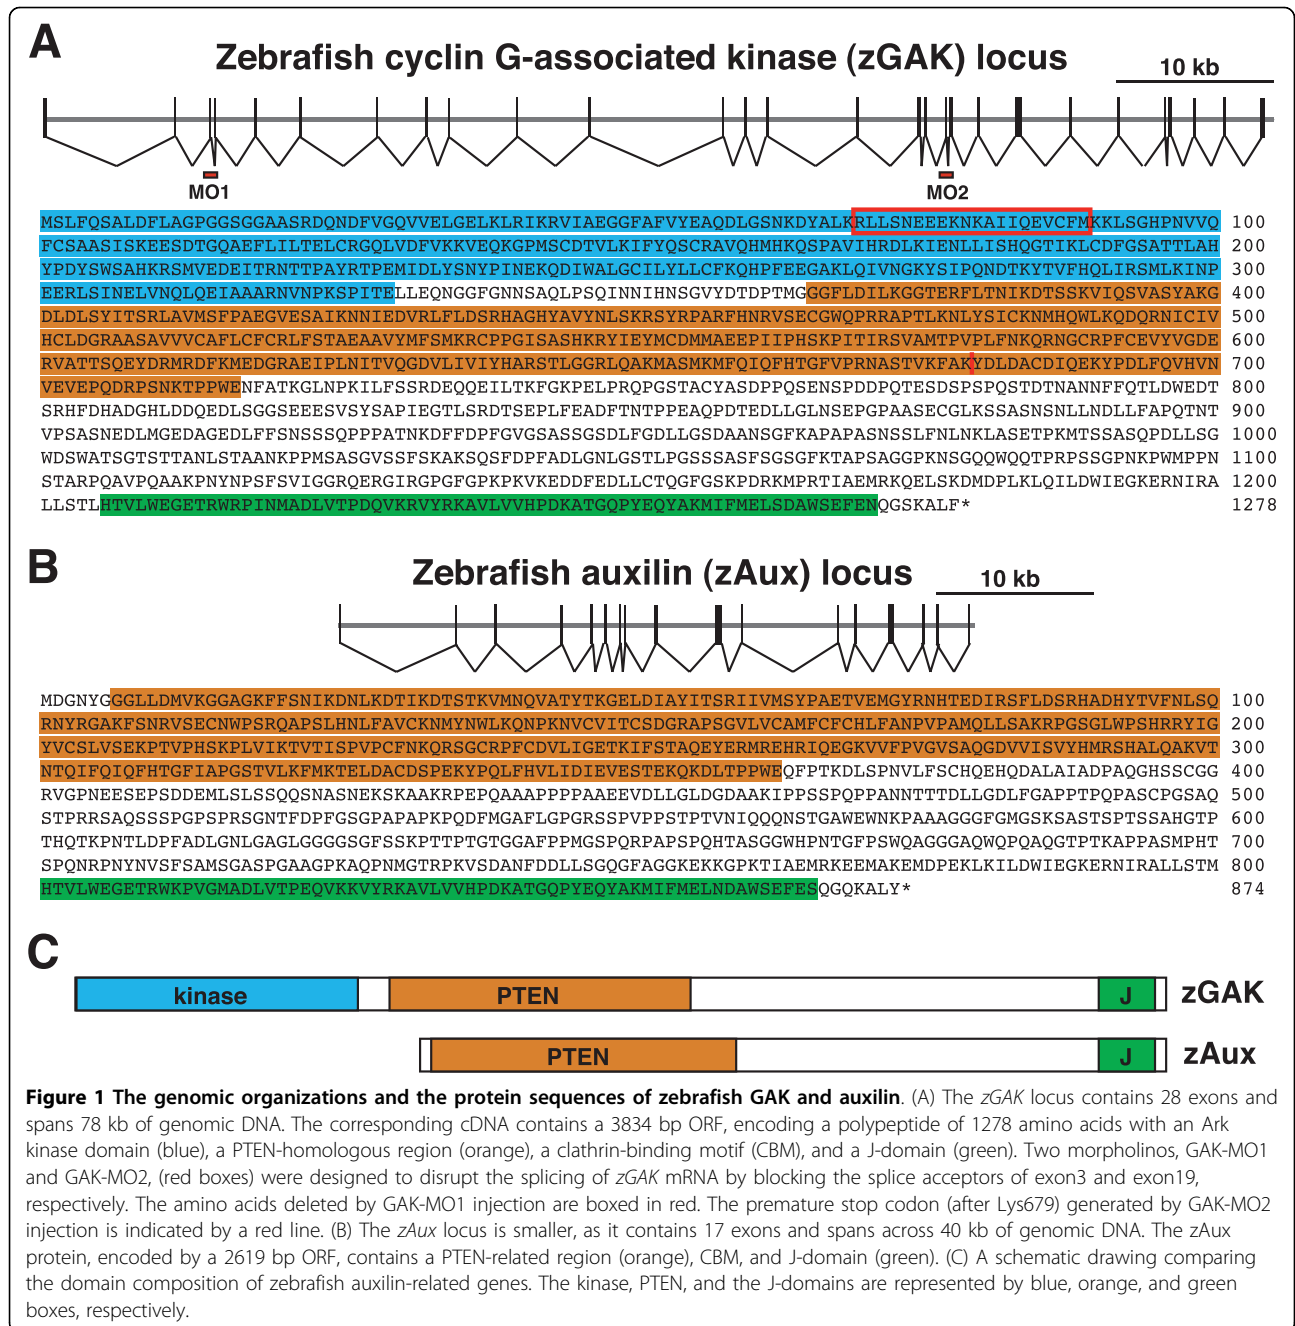 A
Zebrafish cyclin G-associated kinase (zGAK) locus
10 kb
MO1
MO2
MSLFQSALDFLAGPGGSGGAASRDQNDFVGQVVELGELKLRIKRVIAEGGFAFVYEAQDLGSNKDYALKRLLSNEEEKNKAIIQEVCFMKKLSGHPNVVQ 100
FCSAASISKEESDTGQAEFLILTELCRGQLVDFVKKVEQKGPMSCDTVLKIFYQSCRAVQHMHKQSPAVIHRDLKIENLLISHQGTIKLCDFGSATTLAH 200
YPDYSWSAHKRSMVEDEITRNTTPAYRTPEMIDLYSNYPINEKQDIWALGCILYLLCFKQHPFEEGAKLQIVNGKYSIPQNDTKYTVFHQLIRSMLKINP 300
EERLSINELVNQLQEIAAARNVNPKSPITELLEQNGGFGNNSAQLPSQINNIHNSGVYDTDPTMGGGFLDILKGGTERFLTNIKDTSSKVIQSVASYAKG 400
DLDLSYITSRLAVMSFPAEGVESAIKNNIEDVRLFLDSRHAGHYAVYNLSKRSYRPARFHNRVSECGWQPRRAPTLKNLYSICKNMHQWLKQDQRNICIV 500
HCLDGRAASAVVVCAFLCFCRLFSTAEAAVYMFSMKRCPPGISASHKRYIEYMCDMMAEEPIIPHSKPITIRSVAMTPVPLFNKQRNGCRPFCEVYVGDE 600
RVATTSQEYDRMRDFKMEDGRAEIPLNITVQGDVLIVIYHARSTLGGRLQAKMASMKMFQIQFHTGFVPRNASTVKFAKYDLDACDIQEKYPDLFQVHVN 700
VEVEPQDRPSNKTPPWENFATKGLNPKILFSSRDEQQEILTKFGKPELPRQPGSTACYASDPPQSENSPDDPQTESDSPSPQSTDTNANNFFQTLDWEDT 800
SRHFDHADGHLDDQEDLSGGSEEESVSYSAPIEGTLSRDTSEPLFEADFTNTPPEAQPDTEDLLGLNSEPGPAASECGLKSSASNSNLLNDLLFAPQTNT 900
VPSASNEDLMGEDAGEDLFFSNSSSQPPPATNKDFFDPFGVGSASSGSDLFGDLLGSDAANSGFKAPAPASNSSLFNLNKLASETPKMTSSASQPDLLSG 1000
WDSWATSGTSTTANLSTAANKPPMSASGVSSFSKAKSQSFDPFADLGNLGSTLPGSSSASFSGSGFKTAPSAGGPKNSGQQWQQTPRPSSGPNKPWMPPN 1100
STARPQAVPQAAKPNYNPSFSVIGGRQERGIRGPGFGPKPKVKEDDFEDLLCTQGFGSKPDRKMPRTIAEMRKQELSKDMDPLKLQILDWIEGKERNIRA 1200
LLSTLHTVLWEGETRWRPINMADLVTPDQVKRVYRKAVLVVHPDKATGQPYEQYAKMIFMELSDAWSEFENQGSKALF* 1278
B
Zebrafish auxilin (zAux) locus
10 kb
MDGNYGGGLLDMVKGGAGKFFSNIKDNLKDTIKDTSTKVMNQVATYTKGELDIAYITSRIIVMSYPAETVEMGYRNHTEDIRSFLDSRHADHYTVFNLSQ 100
RNYRGAKFSNRVSECNWPSRQAPSLHNLFAVCKNMYNWLKQNPKNVCVITCSDGRAPSGVLVCAMFCFCHLFANPVPAMQLLSAKRPGSGLWPSHRRYIG 200
YVCSLVSEKPTVPHSKPLVIKTVTISPVPCFNKQRSGCRPFCDVLIGETKIFSTAQEYERMREHRIQEGKVVFPVGVSAQGDVVISVYHMRSHALQAKVT 300
NTQIFQIQFHTGFIAPGSTVLKFMKTELDACDSPEKYPQLFHVLIDIEVESTEKQKDLTPPWEQFPTKDLSPNVLFSCHQEHQDALAIADPAQGHSSCGG 400
RVGPNEESEPSDDEMLSLSSQQSNASNEKSKAAKRPEPQAAAPPPPAAEEVDLLGLDGDAAKIPPSSPQPPANNTTTDLLGDLFGAPPTPQPASCPGSAQ 500
STPRRSAQSSSPGPSPRSGNTFDPFGSGPAPAPKPQDFMGAFLGPGRSSPVPPSTPTVNIQQQNSTGAWEWNKPAAAGGGFGMGSKSASTSPTSSAHGTP 600
THQTKPNTLDPFADLGNLGAGLGGGGSGFSSKPTTPTGTGGAFPPMGSPQRPAPSPQHTASGGWHPNTGFPSWQAGGGAQWQPQAQGTPTKAPPASMPHT 700
SPQNRPNYNVSFSAMSGASPGAAGPKAQPNMGTRPKVSDANFDDLLSGQGFAGGKEKKGPKTIAEMRKEEMAKEMDPEKLKILDWIEGKERNIRALLSTM 800
HTVLWEGETRWKPVGMADLVTPEQVKKVYRKAVLVVHPDKATGQPYEQYAKMIFMELNDAWSEFESQGQKALY* 874
C
kinase PTEN J zGAK
PTEN J zAux
Figure 1 The genomic organizations and the protein sequences of zebrafish GAK and auxilin. (A) The zGAK locus contains 28 exons and
spans 78 kb of genomic DNA. The corresponding cDNA contains a 3834 bp ORF, encoding a polypeptide of 1278 amino acids with an Ark
kinase domain (blue), a PTEN-homologous region (orange), a clathrin-binding motif (CBM), and a J-domain (green). Two morpholinos, GAK-MO1
and GAK-MO2, (red boxes) were designed to disrupt the splicing of zGAK mRNA by blocking the splice acceptors of exon3 and exon19,
respectively. The amino acids deleted by GAK-MO1 injection are boxed in red. The premature stop codon (after Lys679) generated by GAK-MO2
injection is indicated by a red line. (B) The zAux locus is smaller, as it contains 17 exons and spans across 40 kb of genomic DNA. The zAux
protein, encoded by a 2619 bp ORF, contains a PTEN-related region (orange), CBM, and J-domain (green). (C) A schematic drawing comparing
the domain composition of zebrafish auxilin-related genes. The kinase, PTEN, and the J-domains are represented by blue, orange, and green
boxes, respectively.